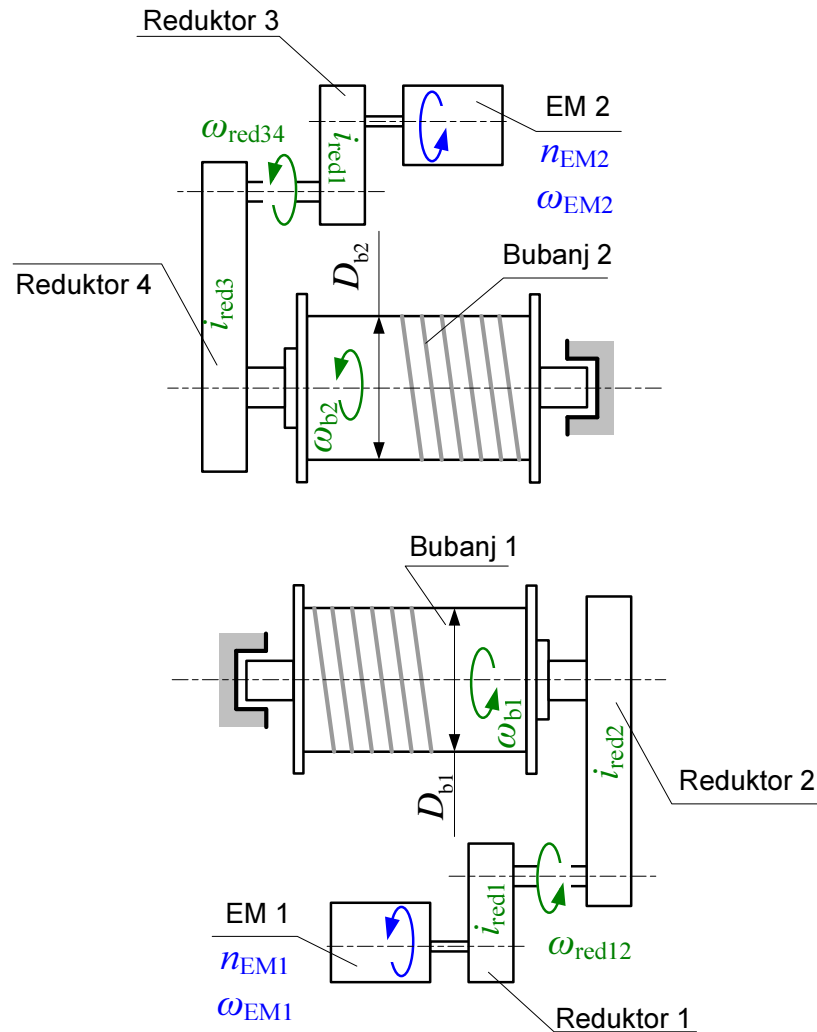 Reduktor 3
EM 2
nEM2
ωEM2
ωred34
ired1
Db2
Bubanj 2
Reduktor 4
ired3
ωb2
Bubanj 1
ωb1
Db1
ired2
Reduktor 2
ired1
EM 1
nEM1
ωEM1
ωred12
Reduktor 1